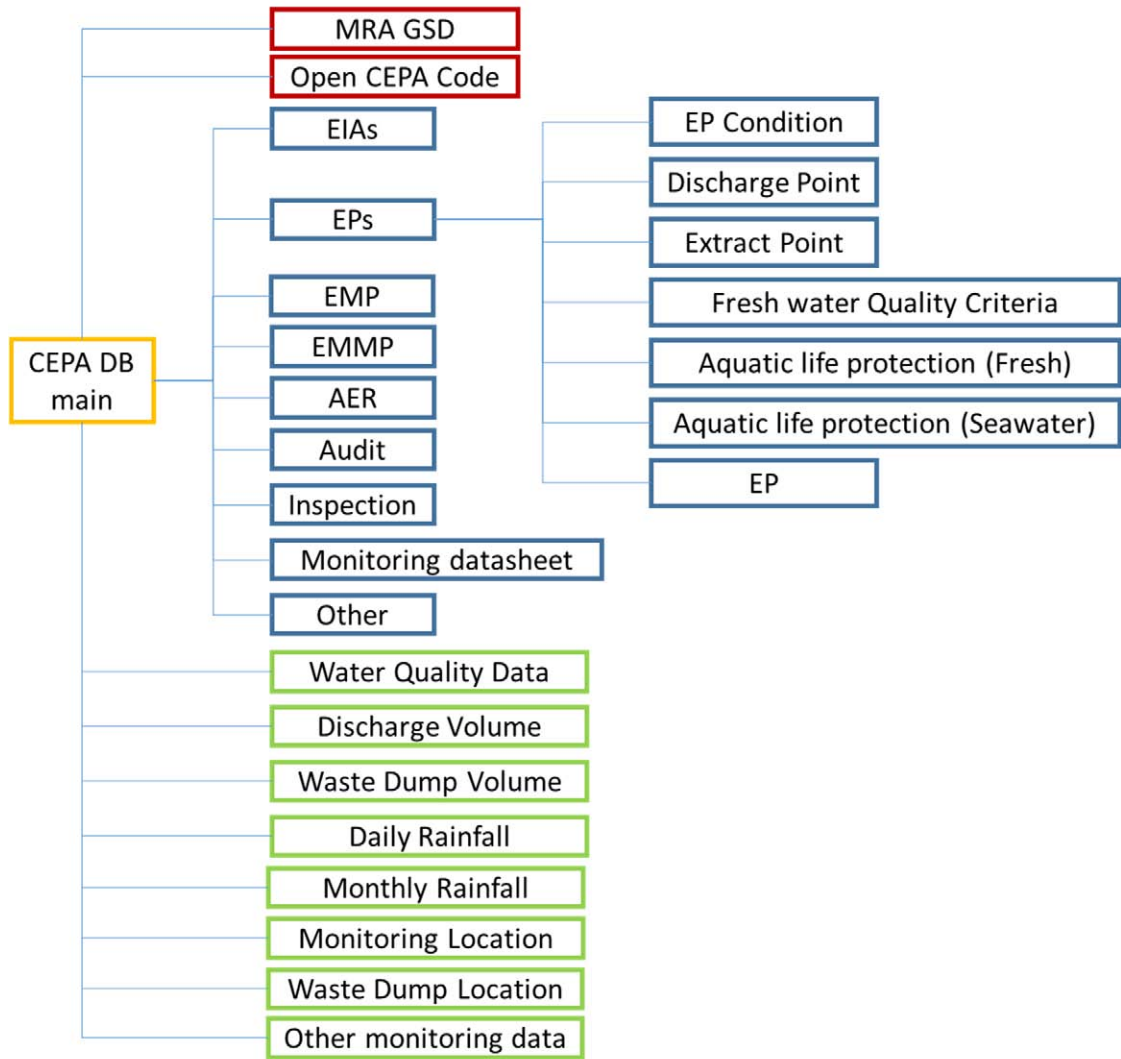 MRA GSD
Open CEPA Code
EIAs
EPs
EMP
EMMP
AER
Audit
Inspection
Monitoring datasheet
Other
EP Condition
Discharge Point
Extract Point
Fresh water Quality Criteria
Aquatic life protection (Fresh)
Aquatic life protection (Seawater)
EP
CEPA DB
main
Water Quality Data
Discharge Volume
Waste Dump Volume
Daily Rainfall
Monthly Rainfall
Monitoring Location
Waste Dump Location
Other monitoring data